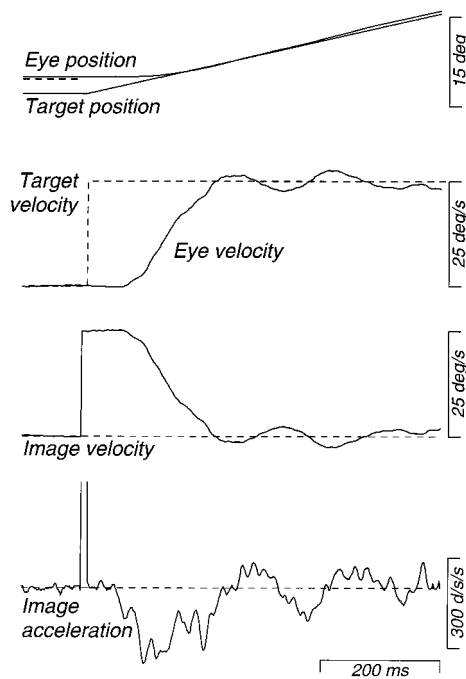 Eye position
Target position
15 deg
Target
velocity
Eye velocity
25 deg/s
25 deg/s
Image velocity
Image
acceleration
300 d/s/s
200 ms